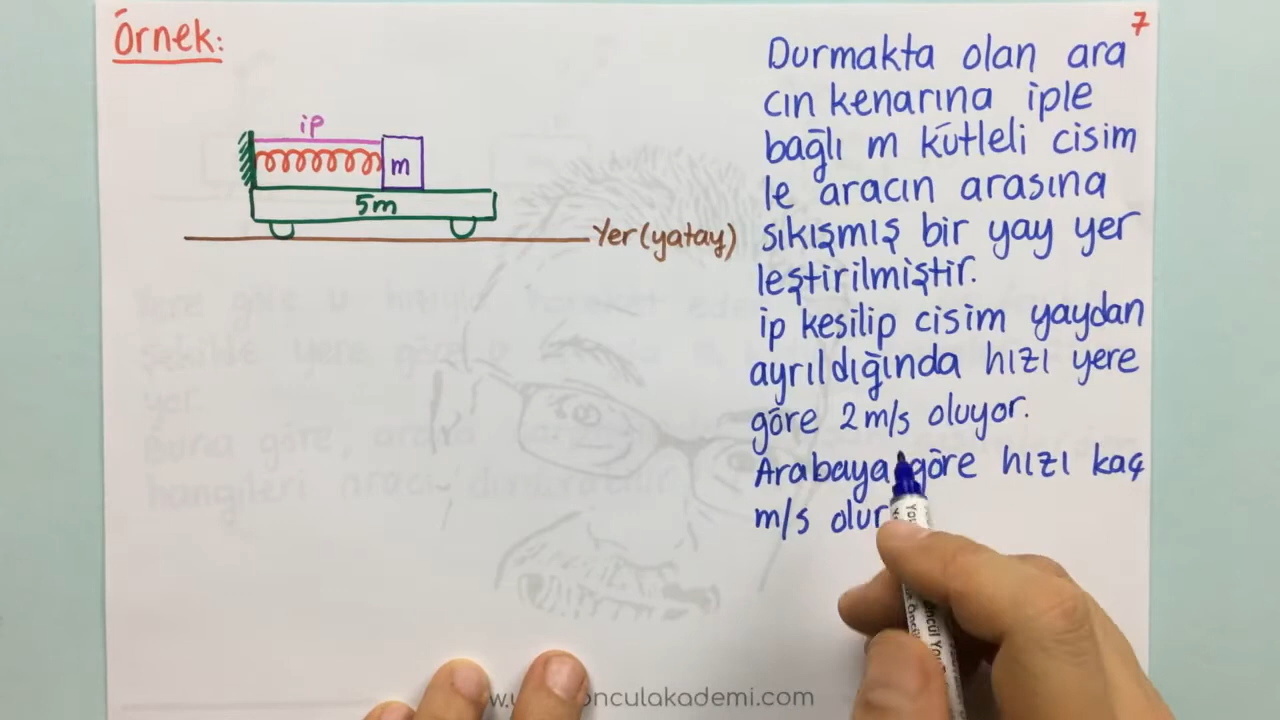 Örnek:
7
ip
m
5m
Yer (yatay)
Durmakta olan ara
cın kenarına iple
bağlı m kütleli cisim
le aracın arasına
sıkışmış bir yay yer
leştirilmiştir.
ip kesilip cisim yaydan
ayrıldığında hızı yere
göre 2 m/s oluyor.
Arabaya göre hızı kaç
m/s olur